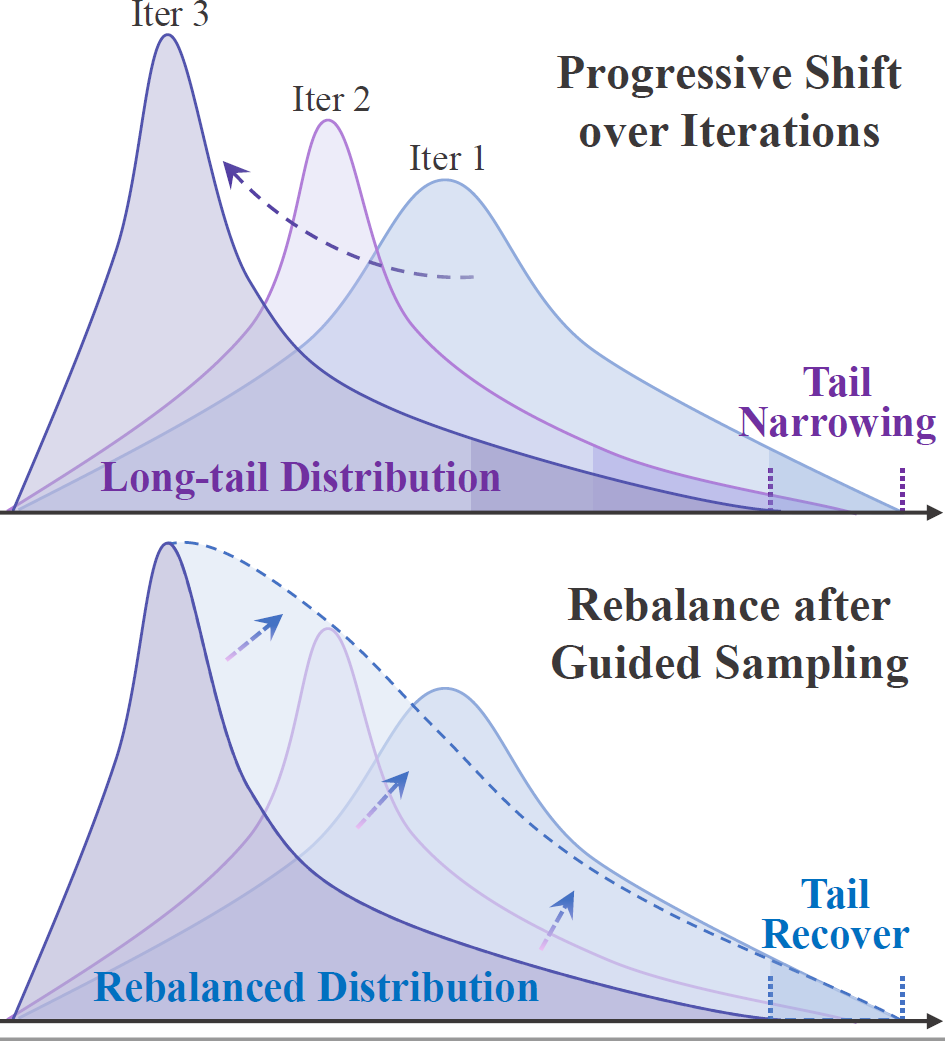 Iter 3
Iter 2
Iter 1
Progressive Shift
over Iterations
Tail
Narrowing
Long-tail Distribution
Rebalance after
Guided Sampling
Tail
Recover
Rebalanced Distribution